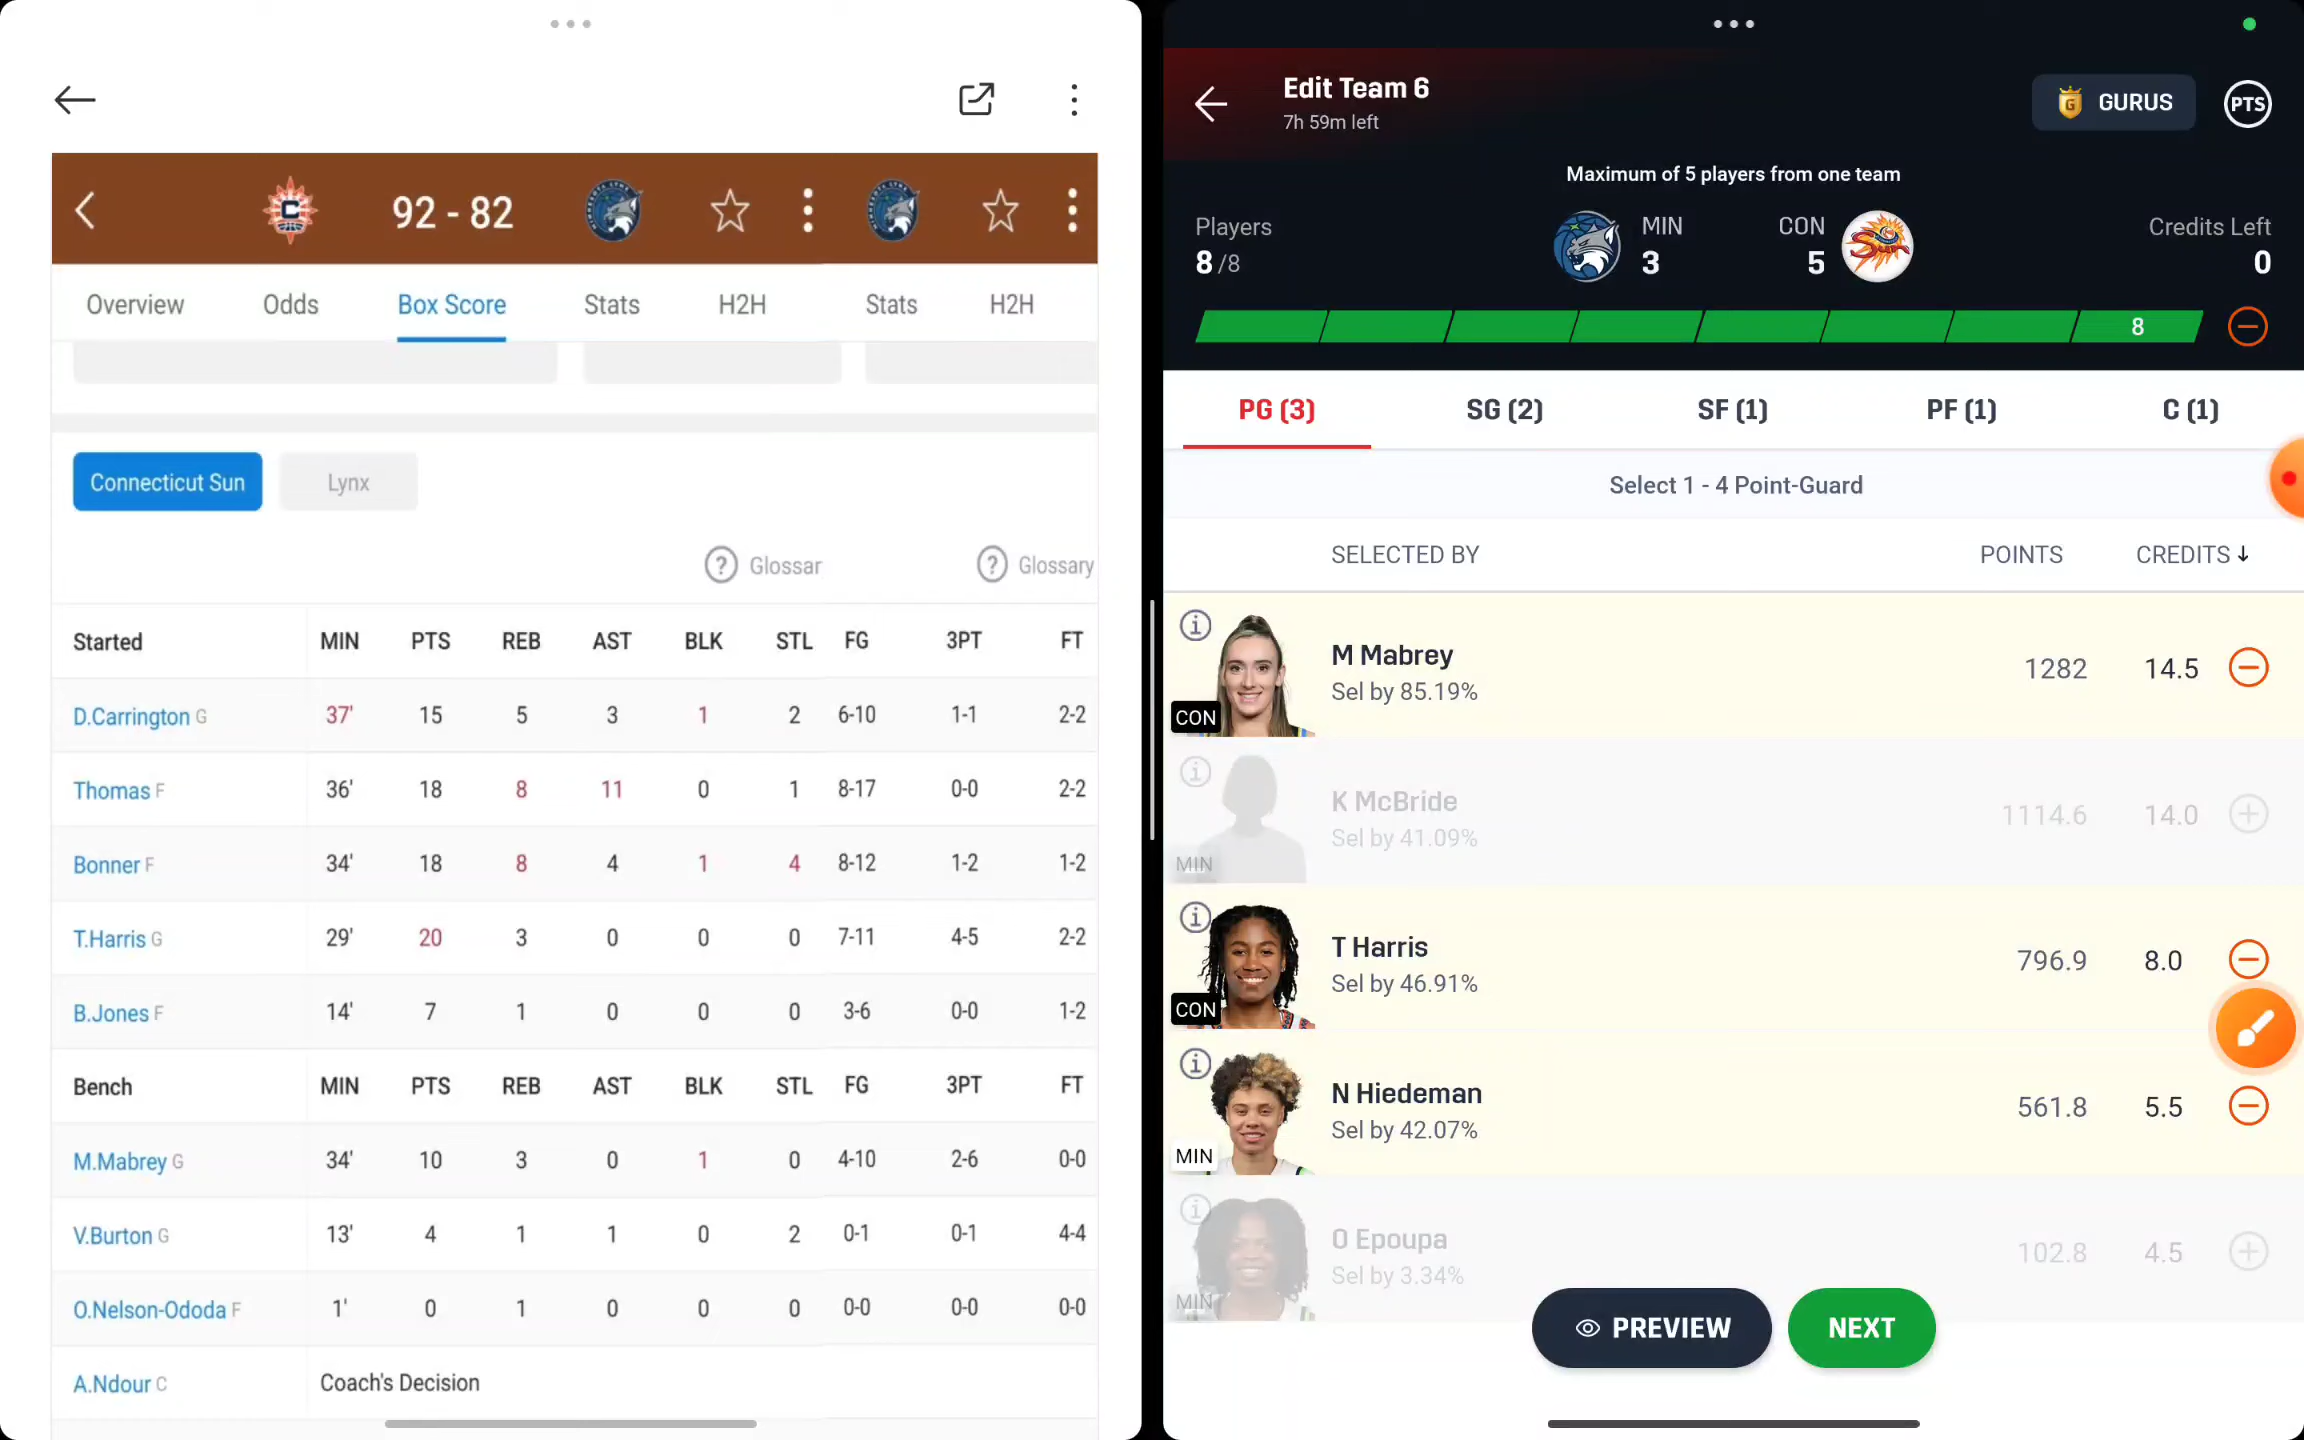 92 - 82
Overview Odds Box Score Stats H2H Stats H2H
Connecticut Sun Lynx
? Glossar ? Glossary
Started MIN PTS REB AST BLK STL FG 3PT FT
D.Carrington G 37' 15 5 3 1 2 6-10 1-1 2-2
Thomas F 36' 18 8 11 0 1 8-17 0-0 2-2
Bonner F 34' 18 8 4 1 4 8-12 1-2 1-2
T.Harris G 29' 20 3 0 0 0 7-11 4-5 2-2
B.Jones F 14' 7 1 0 0 0 3-6 0-0 1-2
Bench MIN PTS REB AST BLK STL FG 3PT FT
M.Mabrey G 34' 10 3 0 1 0 4-10 2-6 0-0
V.Burton G 13' 4 1 1 0 2 0-1 0-1 4-4
O.Nelson-Ododa F 1' 0 1 0 0 0 0-0 0-0 0-0
A.Ndour C Coach's Decision
Edit Team 6
7h 59m left
GURUS PTS
Maximum of 5 players from one team
Players MIN CON Credits Left
8/8 3 5 0
8
PG (3) SG (2) SF (1) PF (1) C (1)
Select 1 - 4 Point-Guard
SELECTED BY POINTS CREDITS
M Mabrey 1282 14.5
Sel by 85.19%
CON
K McBride 1114.6 14.0
Sel by 41.09%
MIN
T Harris 796.9 8.0
Sel by 46.91%
CON
N Hiedeman 561.8 5.5
Sel by 42.07%
MIN
O Epoupa 102.8 4.5
Sel by 3.34%
MIN
PREVIEW NEXT